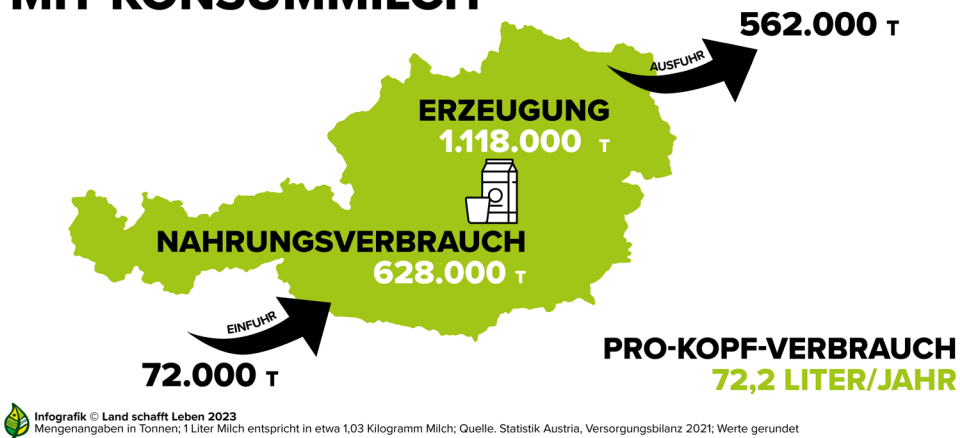 MIT KONSUMMILCH
562.000 T
AUSFUHR
ERZEUGUNG
1.118.000 T
NAHRUNGSVERBRAUCH
628.000 T
EINFUHR
72.000 T
PRO-KOPF-VERBRAUCH
72,2 LITER/JAHR
Infografik © Land schafft Leben 2023
Mengenangaben in Tonnen; 1 Liter Milch entspricht in etwa 1,03 Kilogramm Milch; Quelle. Statistik Austria, Versorgungsbilanz 2021; Werte gerundet